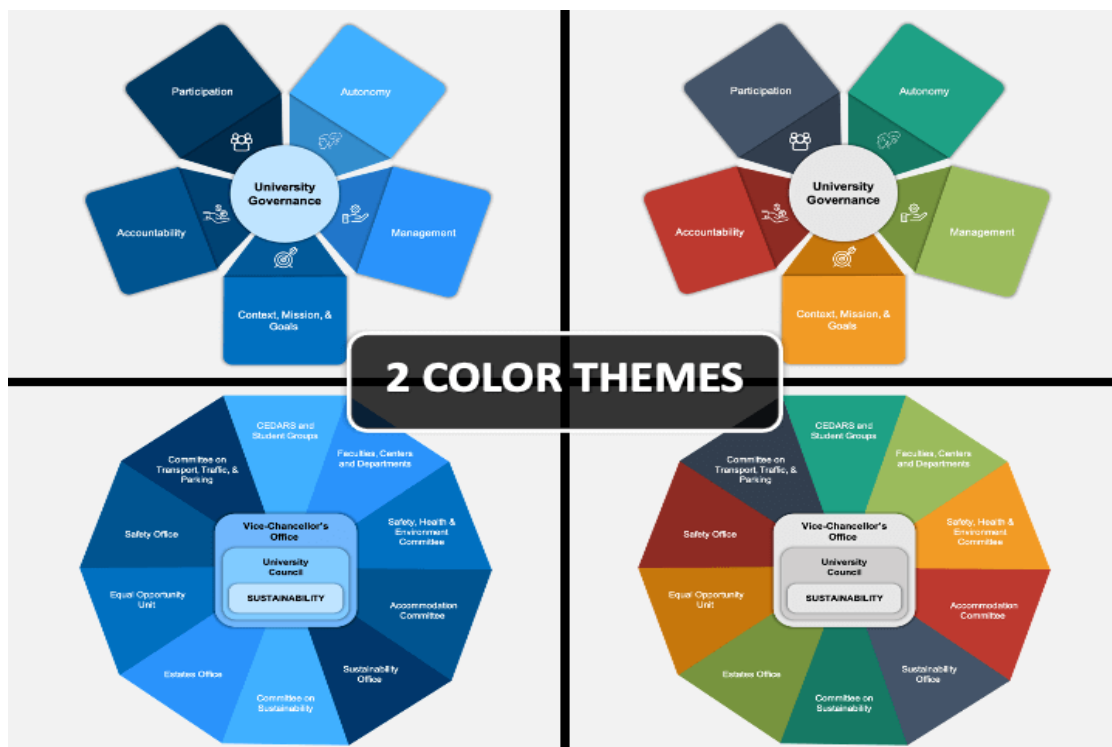 Participation
Autonomy
University
Governance
Accountability
Management
Context, Mission, &
Goals
Participation
Autonomy
University
Governance
Accountability
Management
Context, Mission, &
Goals
2 COLOR THEMES
CEDARS and
Student Groups
Committee on
Transport, Traffic, &
Parking
Faculties, Centers
and Departments
Safety Office
Vice-Chancellor's
Office
University
Council
SUSTAINABILITY
Safety, Health &
Environment
Committee
Equal Opportunity
Unit
Accommodation
Committee
Estates Office
Committee on
Sustainability
Sustainability
Office
CEDARS and
Student Groups
Committee on
Transport, Traffic, &
Parking
Faculties, Centers
and Departments
Safety Office
Vice-Chancellor's
Office
University
Council
SUSTAINABILITY
Safety, Health &
Environment
Committee
Equal Opportunity
Unit
Accommodation
Committee
Estates Office
Committee on
Sustainability
Sustainability
Office